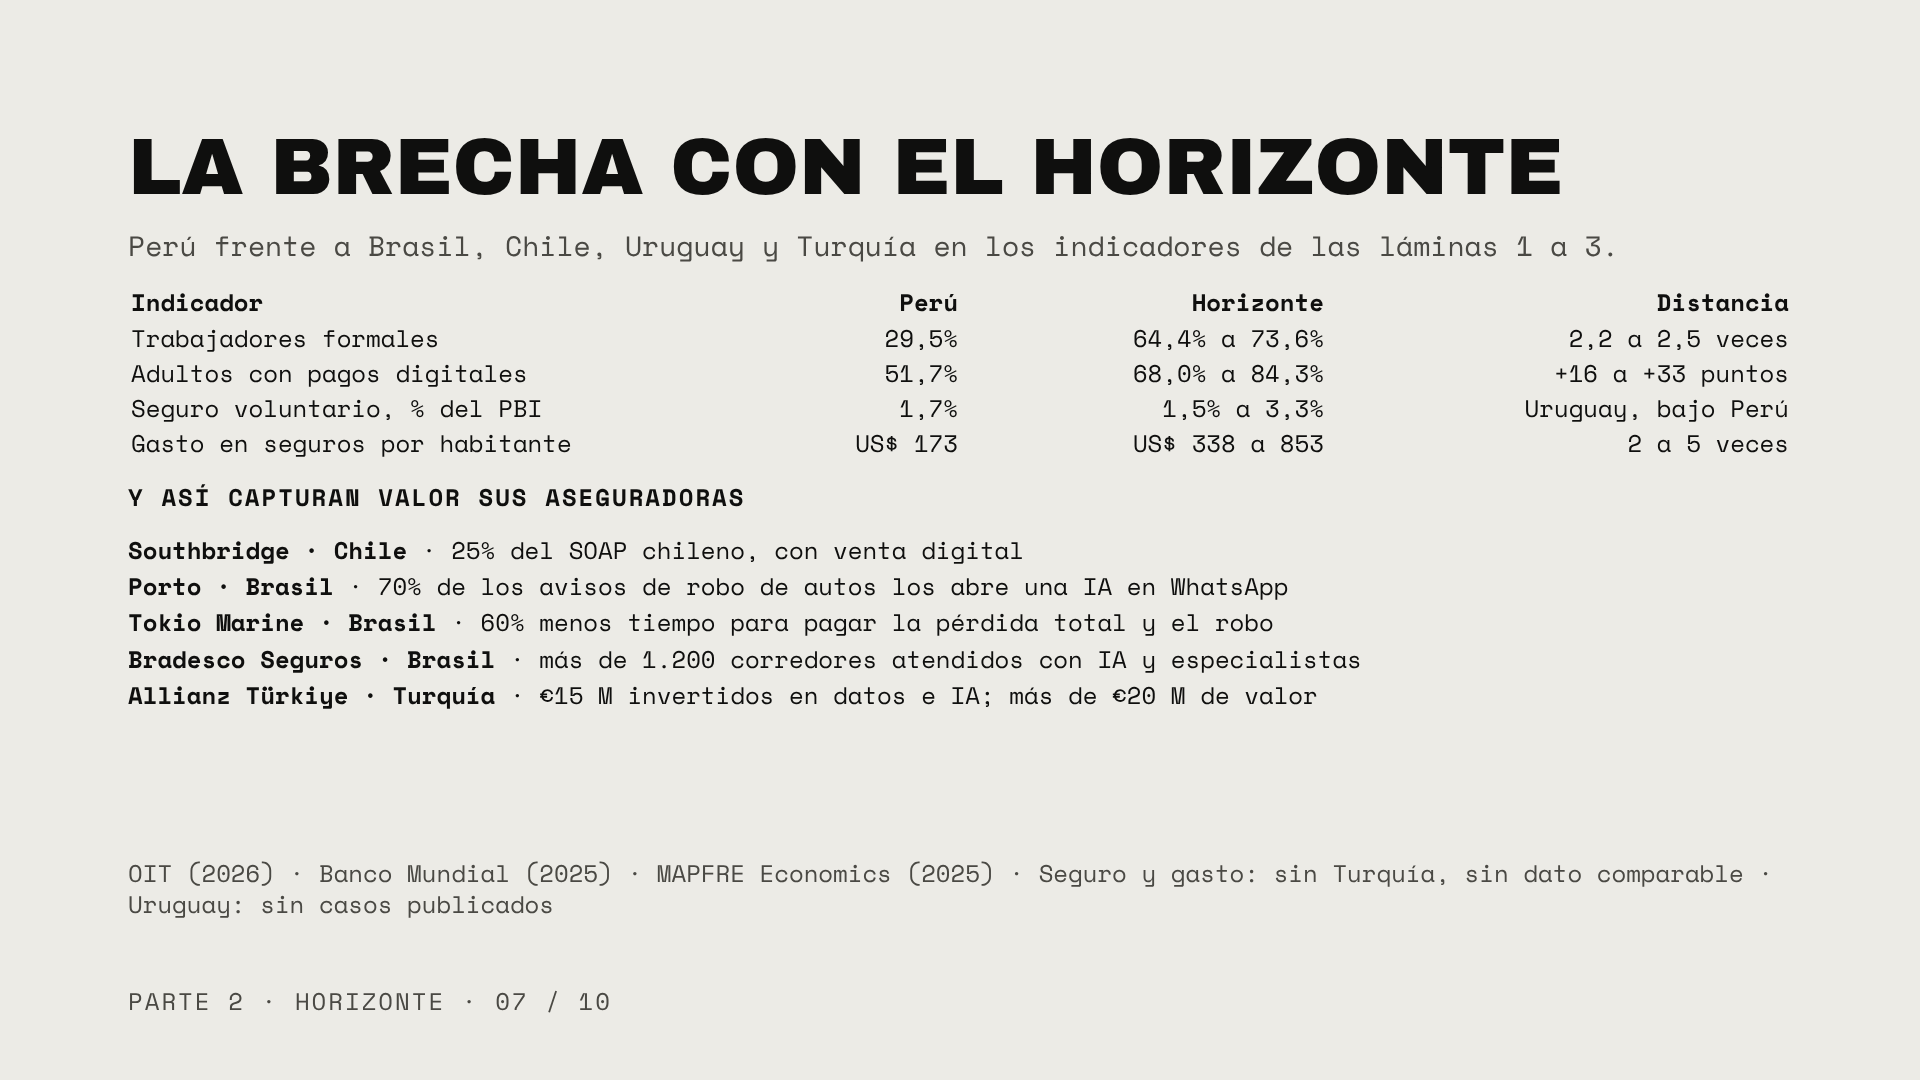 LA BRECHA CON EL HORIZONTE
Perú frente a Brasil, Chile, Uruguay y Turquía en los indicadores de las láminas 1 a 3.
Indicador Perú Horizonte Distancia
Trabajadores formales 29,5% 64,4% a 73,6% 2,2 a 2,5 veces
Adultos con pagos digitales 51,7% 68,0% a 84,3% +16 a +33 puntos
Seguro voluntario, % del PBI 1,7% 1,5% a 3,3% Uruguay, bajo Perú
Gasto en seguros por habitante US$ 173 US$ 338 a 853 2 a 5 veces
Y ASÍ CAPTURAN VALOR SUS ASEGURADORAS
Southbridge · Chile · 25% del SOAP chileno, con venta digital
Porto · Brasil · 70% de los avisos de robo de autos los abre una IA en WhatsApp
Tokio Marine · Brasil · 60% menos tiempo para pagar la pérdida total y el robo
Bradesco Seguros · Brasil · más de 1.200 corredores atendidos con IA y especialistas
Allianz Türkiye · Turquía · €15 M invertidos en datos e IA; más de €20 M de valor
OIT (2026) · Banco Mundial (2025) · MAPFRE Economics (2025) · Seguro y gasto: sin Turquía, sin dato comparable ·
Uruguay: sin casos publicados
PARTE 2 · HORIZONTE · 07 / 10